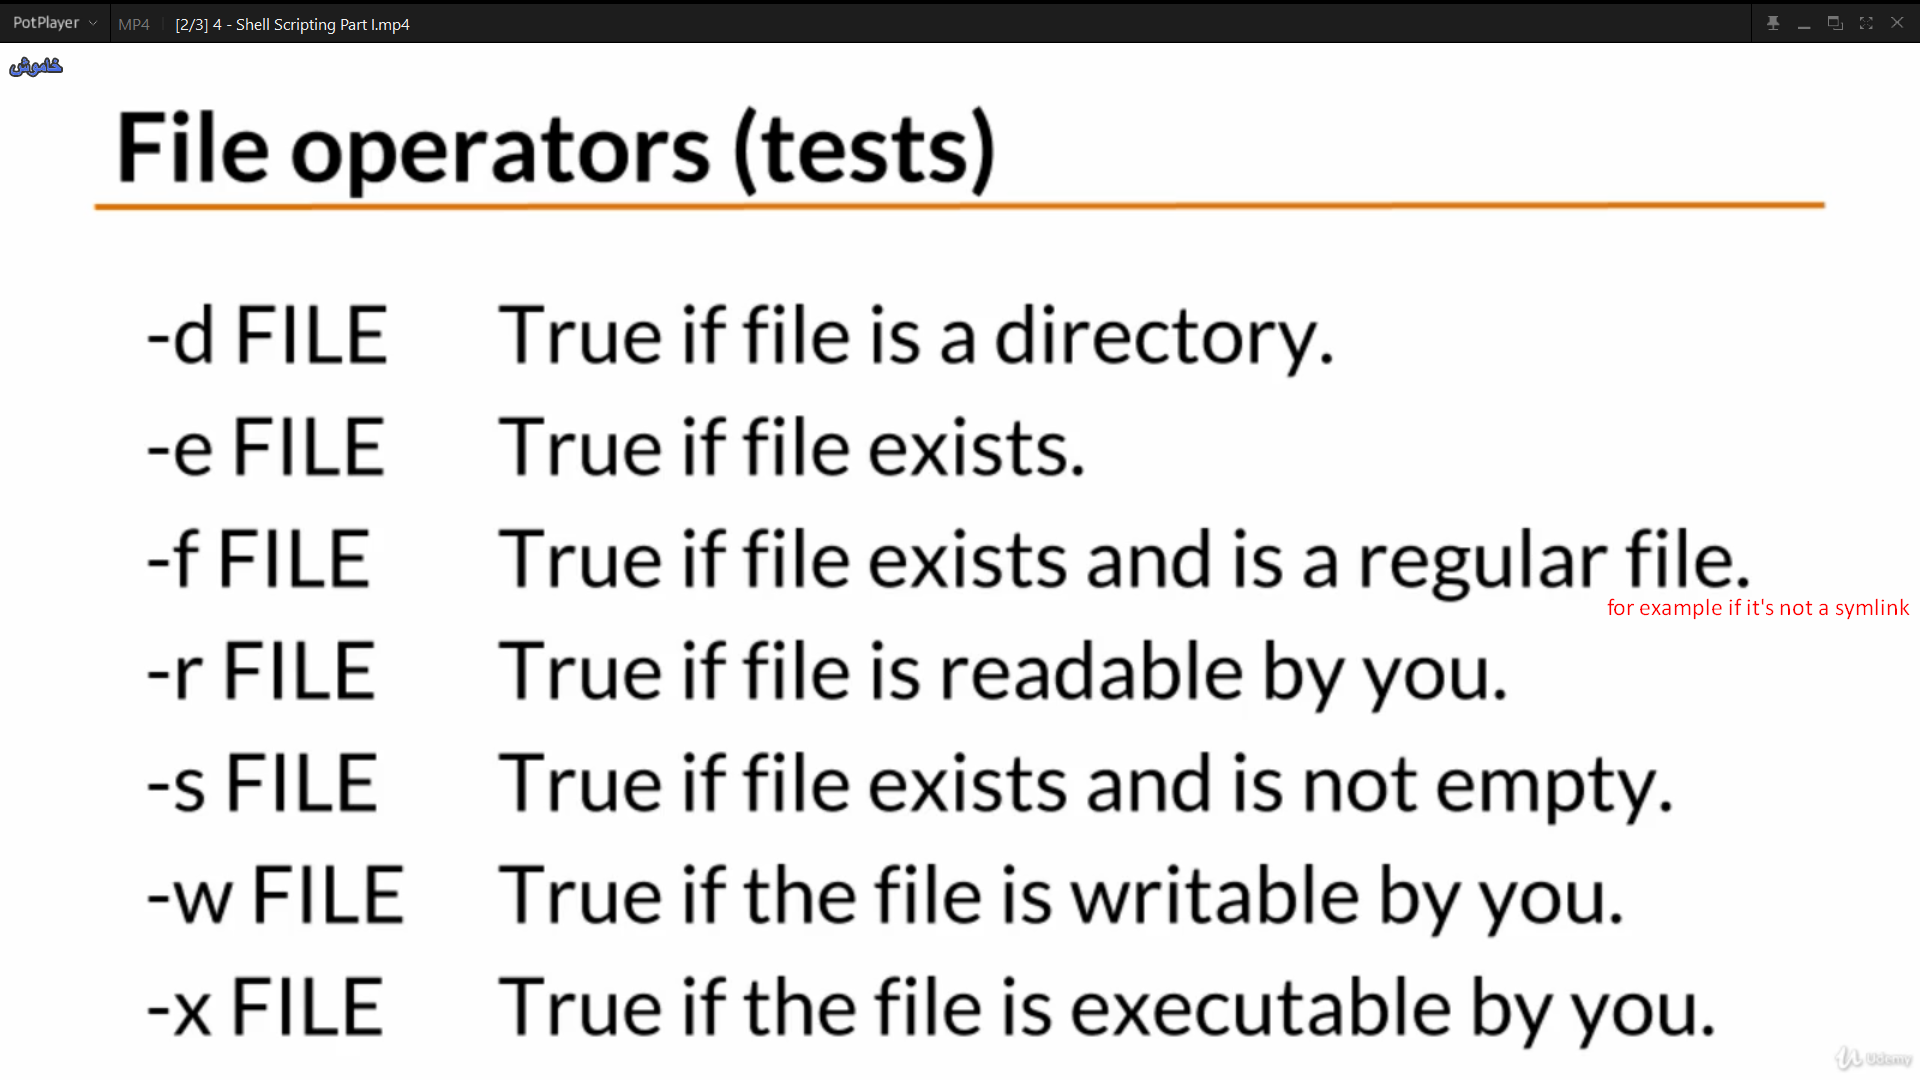 PotPlayer MP4 [2/3] 4 - Shell Scripting Part I.mp4
خاموش
File operators (tests)
-d FILE True if file is a directory.
-e FILE True if file exists.
-f FILE True if file exists and is a regular file.
for example if it's not a symlink
-r FILE True if file is readable by you.
-s FILE True if file exists and is not empty.
-w FILE True if the file is writable by you.
-x FILE True if the file is executable by you.
Udemy